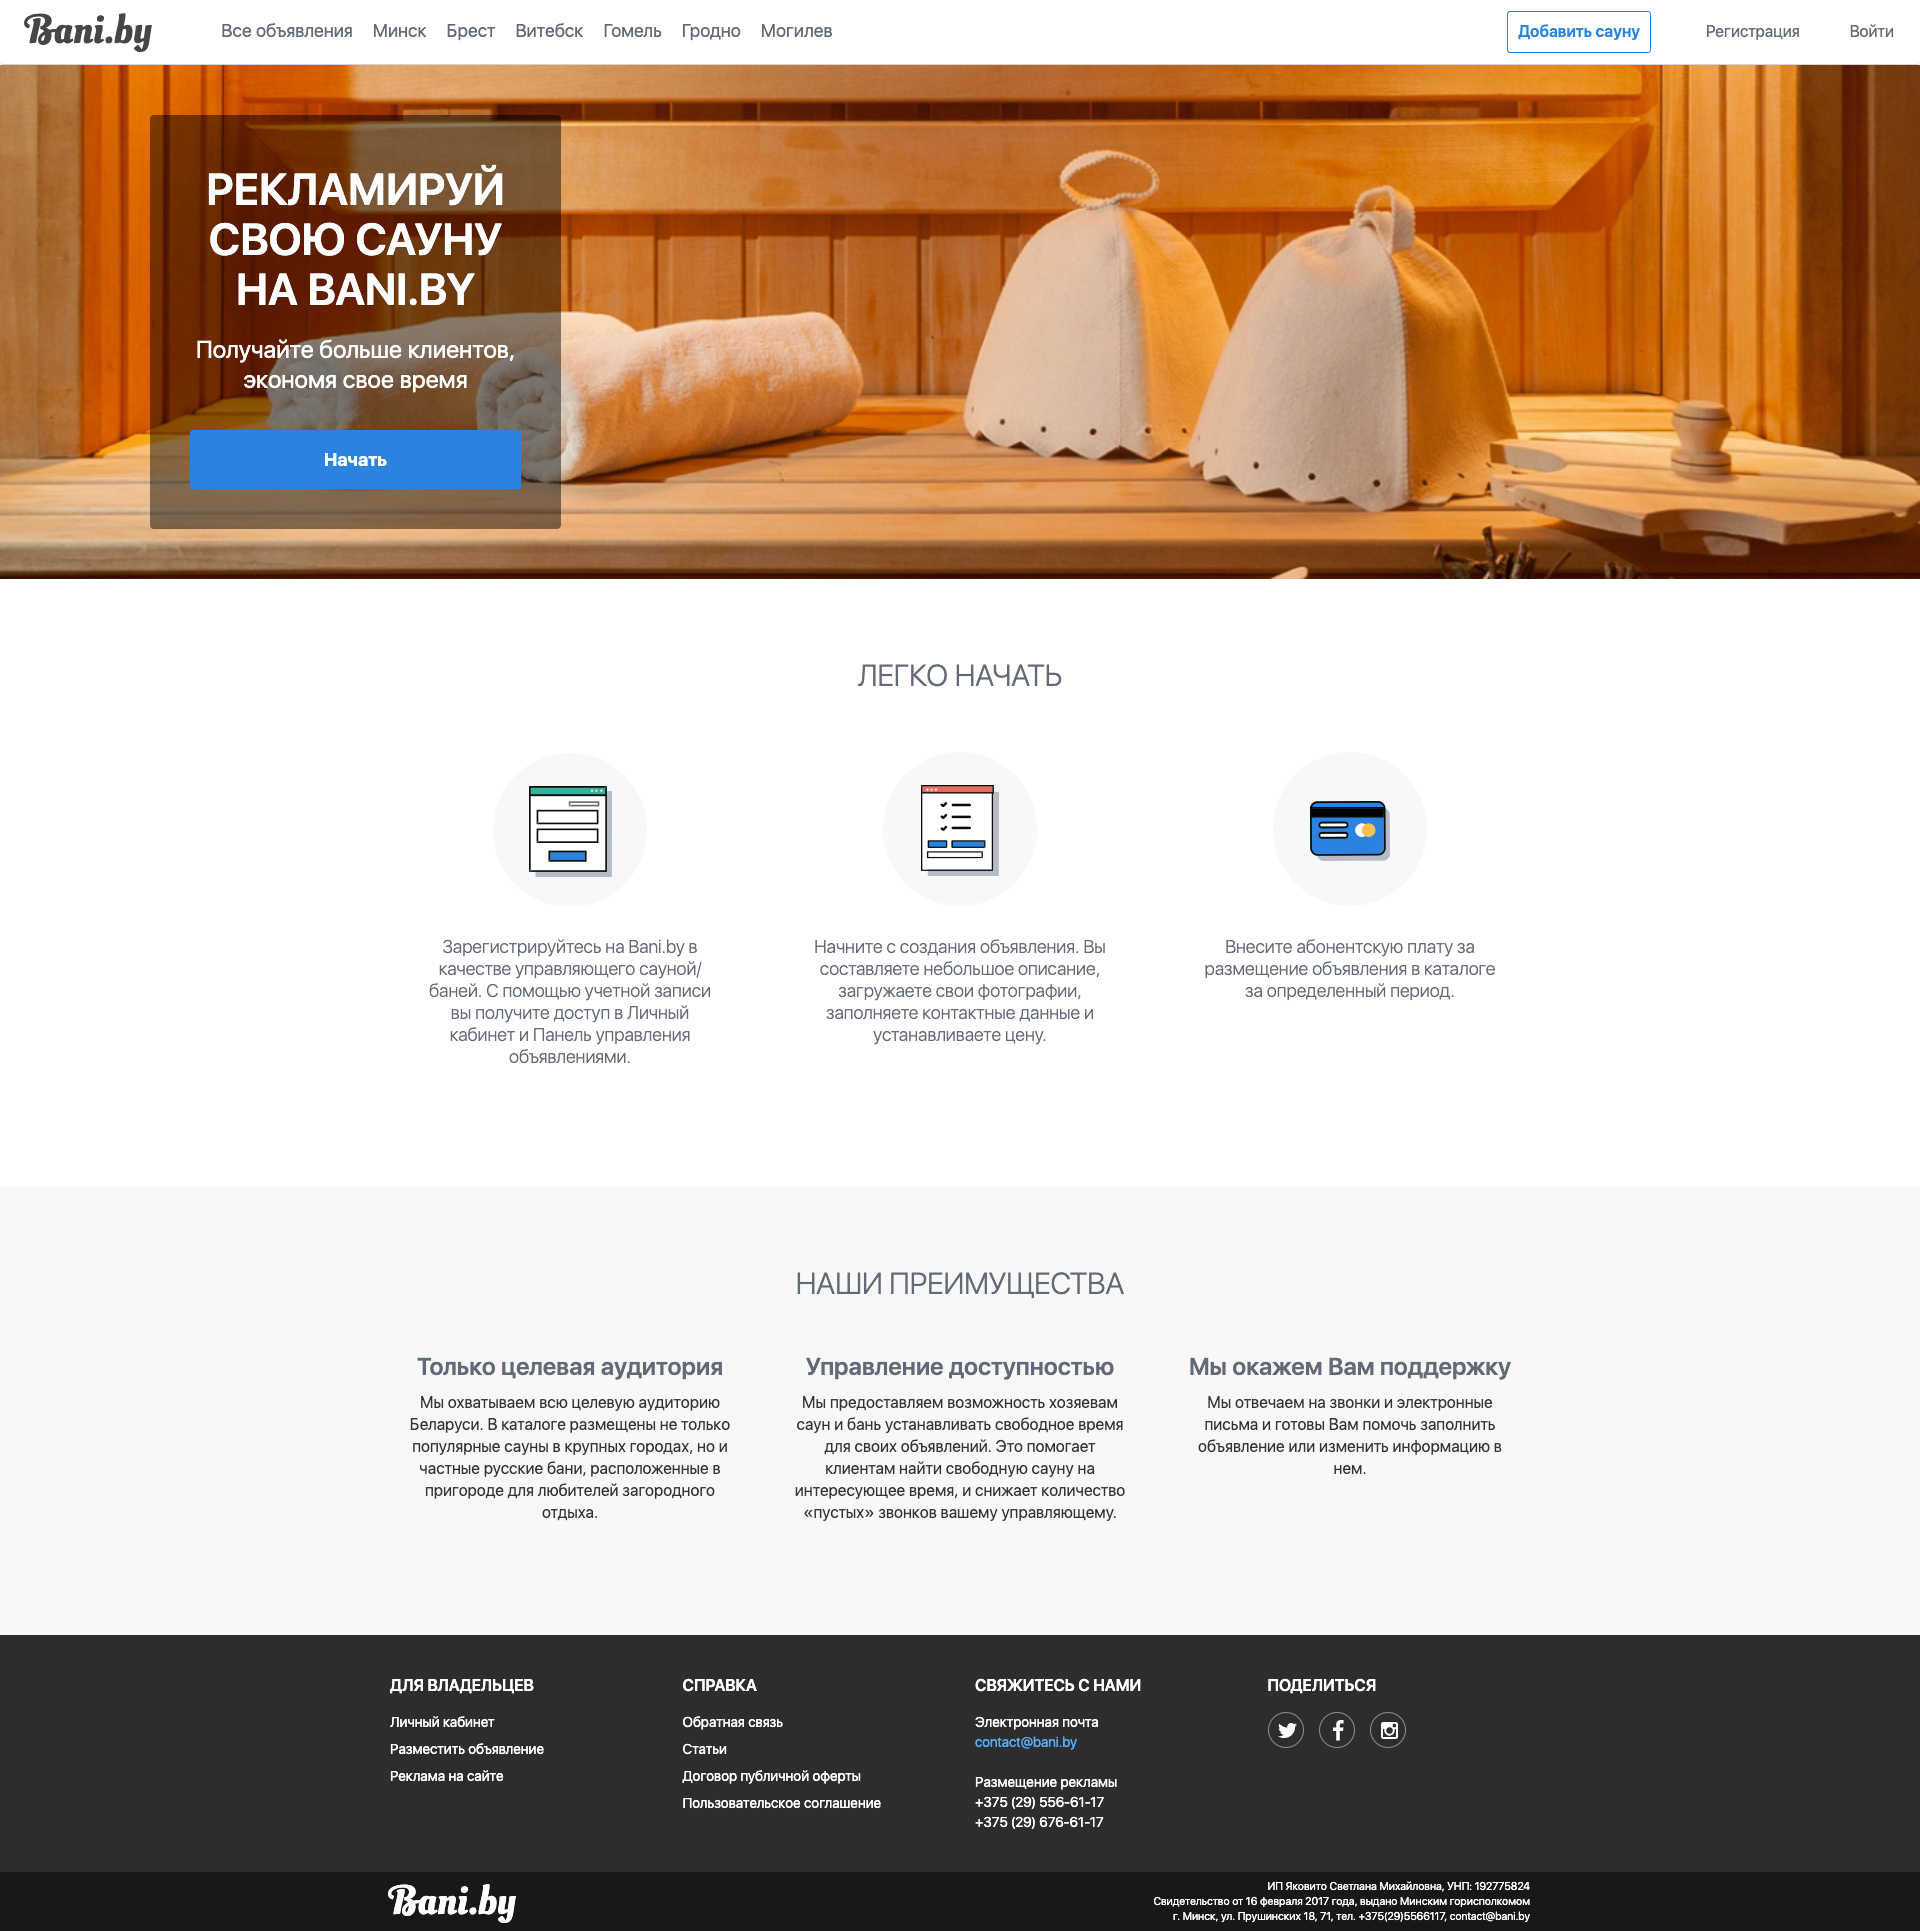 Bani.by
Все объявления Минск Брест Витебск Гомель Гродно Могилев
Добавить сауну Регистрация Войти
РЕКЛАМИРУЙ
СВОЮ САУНУ
НА BANI.BY
Получайте больше клиентов,
экономя свое время
Начать
ЛЕГКО НАЧАТЬ
Зарегистрируйтесь на Bani.by в
качестве управляющего сауной/
баней. С помощью учетной записи
вы получите доступ в Личный
кабинет и Панель управления
объявлениями.
Начните с создания объявления. Вы
составляете небольшое описание,
загружаете свои фотографии,
заполняете контактные данные и
устанавливаете цену.
Внесите абонентскую плату за
размещение объявления в каталоге
за определенный период.
НАШИ ПРЕИМУЩЕСТВА
Только целевая аудитория
Мы охватываем всю целевую аудиторию
Беларуси. В каталоге размещены не только
популярные сауны в крупных городах, но и
частные русские бани, расположенные в
пригороде для любителей загородного
отдыха.
Управление доступностью
Мы предоставляем возможность хозяевам
саун и бань устанавливать свободное время
для своих объявлений. Это помогает
клиентам найти свободную сауну на
интересующее время, и снижает количество
«пустых» звонков вашему управляющему.
Мы окажем Вам поддержку
Мы отвечаем на звонки и электронные
письма и готовы Вам помочь заполнить
объявление или изменить информацию в
нем.
ДЛЯ ВЛАДЕЛЬЦЕВ
Личный кабинет
Разместить объявление
Реклама на сайте
СПРАВКА
Обратная связь
Статьи
Договор публичной оферты
Пользовательское соглашение
СВЯЖИТЕСЬ С НАМИ
Электронная почта
contact@bani.by
Размещение рекламы
+375 (29) 556-61-17
+375 (29) 676-61-17
ПОДЕЛИТЬСЯ
Bani.by
ИП Яковито Светлана Михайловна, УНП: 192775824
Свидетельство от 16 февраля 2017 года, выдано Минским горисполкомом
г. Минск, ул. Прушинских 18, 71, тел. +375(29)5566117, contact@bani.by